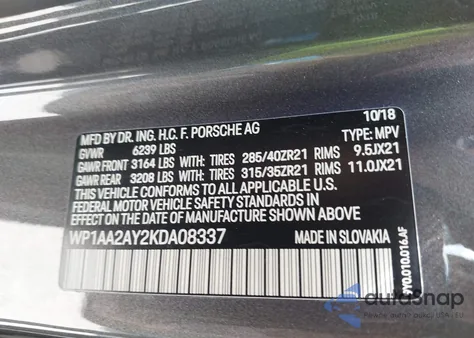 MFD BY DR. ING. H.C. F. PORSCHE AG 10/18
GVWR 6239 LBS TYPE: MPV
GAWR FRONT 3164 LBS WITH: TIRES 285/40ZR21 RIMS 9.5JX21
GAWR REAR 3208 LBS WITH: TIRES 315/35ZR21 RIMS 11.0JX21
THIS VEHICLE CONFORMS TO ALL APPLICABLE
FEDERAL MOTOR VEHICLE SAFETY STANDARDS IN
EFFECT ON THE DATE OF MANUFACTURE SHOWN ABOVE.
WP1AA2AY2KDA08337 MADE IN SLOVAKIA
9Y0.010.016.AF
autoSnap